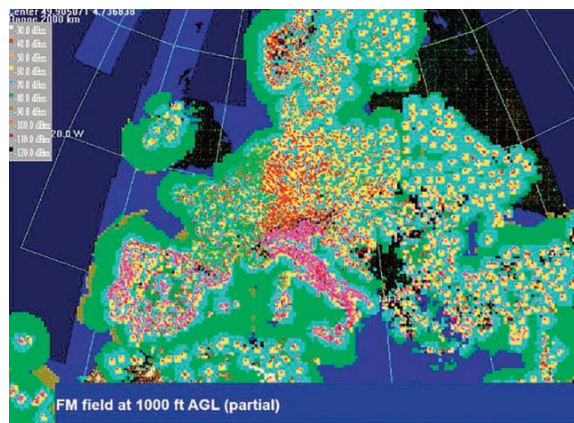 Center 49.905071 4.736838
Range 2000 km
-30.0 dBm
-40.0 dBm
-50.0 dBm
-60.0 dBm
-70.0 dBm
-80.0 dBm
-90.0 dBm
-100.0 dBm
-110.0 dBm
-120.0 dBm
20.0 W
FM field at 1000 ft AGL (partial)